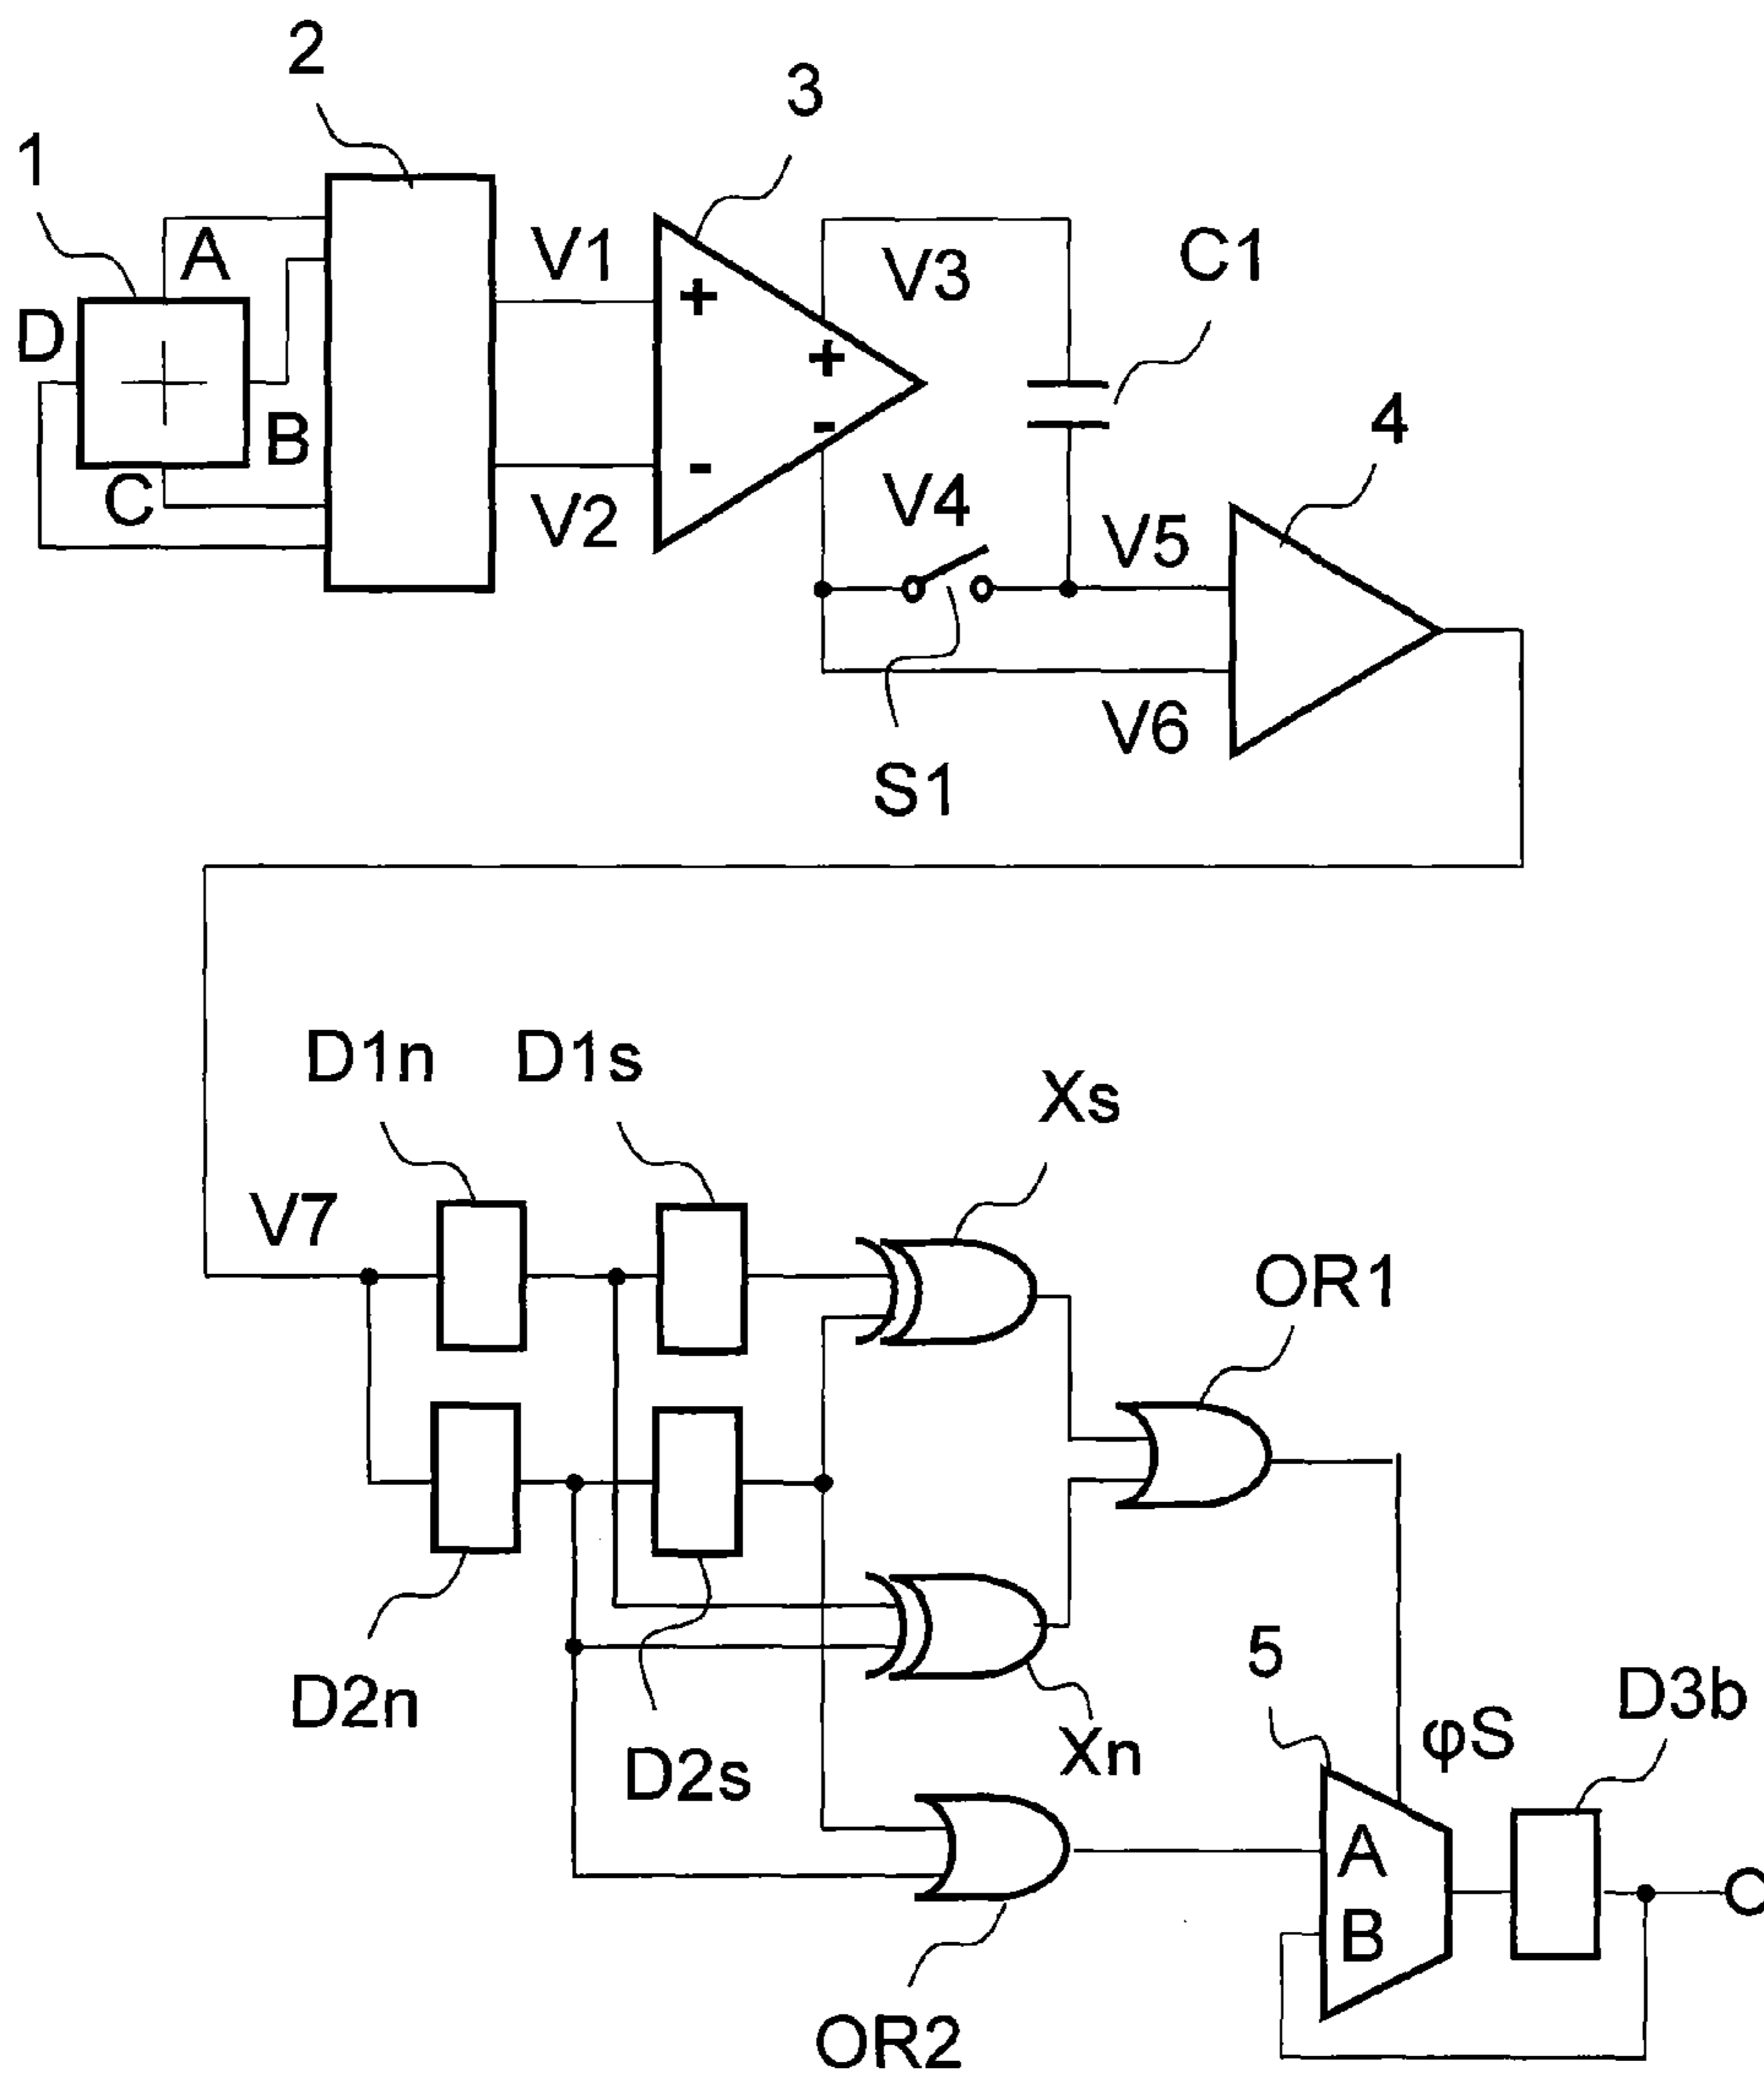 2
3
1
A
V1
V3
C1
D
+
+
B
-
4
C
-
V2
V4
V5
V6
S1
D1n
D1s
Xs
V7
OR1
5
D3b
D2n
φS
Xn
D2s
A
B
OR2